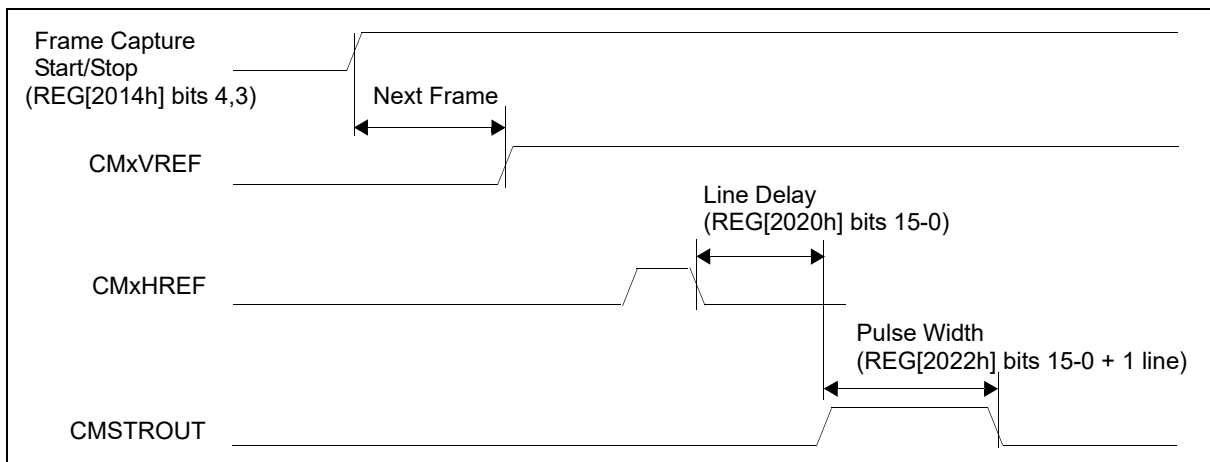 Frame Capture
Start/Stop
(REG[2014h] bits 4,3)
Next Frame
CMxVREF
Line Delay
(REG[2020h] bits 15-0)
CMxHREF
Pulse Width
(REG[2022h] bits 15-0 + 1 line)
CMSTROUT